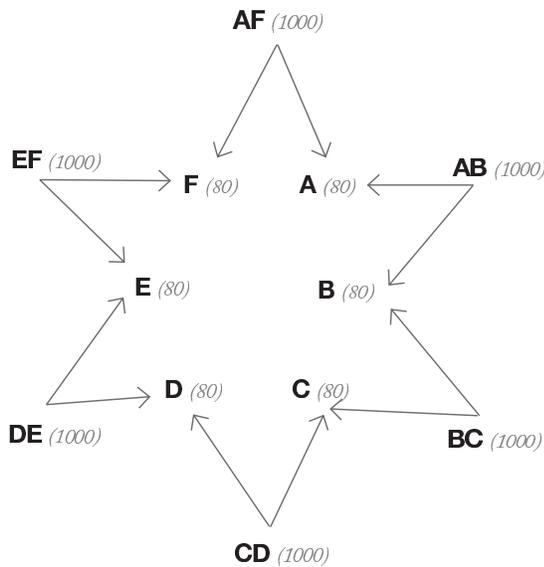 AF (1000)
EF (1000)
AB (1000)
F (80)
A (80)
E (80)
B (80)
D (80)
C (80)
DE (1000)
BC (1000)
CD (1000)